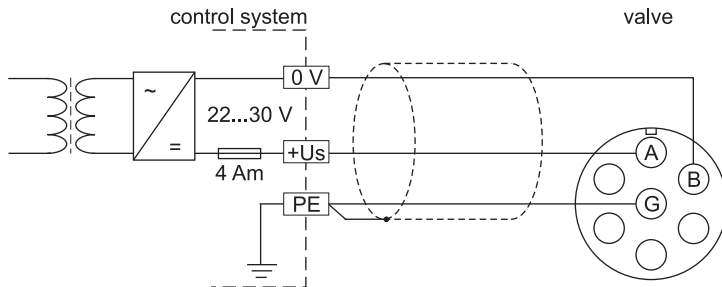 control system
valve
0 V
~
22...30 V
=
+Us
4 Am
PE
A
B
G